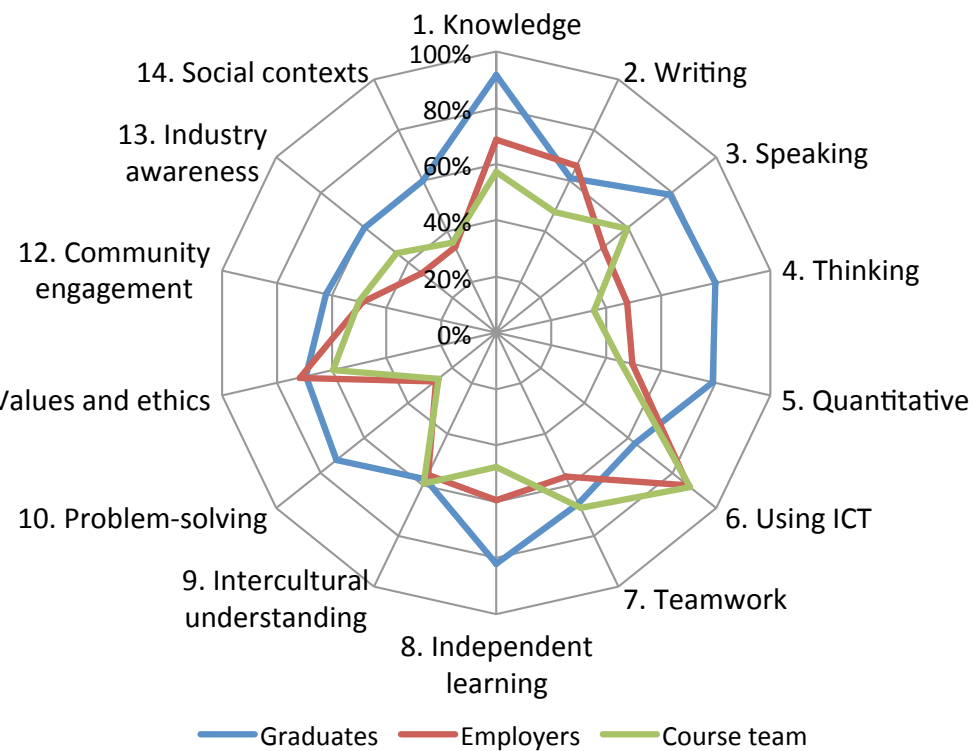 1. Knowledge
100%
14. Social contexts
2. Writing
80%
13. Industry
awareness
3. Speaking
60%
40%
12. Community
engagement
4. Thinking
20%
0%
Values and ethics
5. Quantitative
10. Problem-solving
6. Using ICT
9. Intercultural
understanding
7. Teamwork
8. Independent
learning
Graduates
Employers
Course team